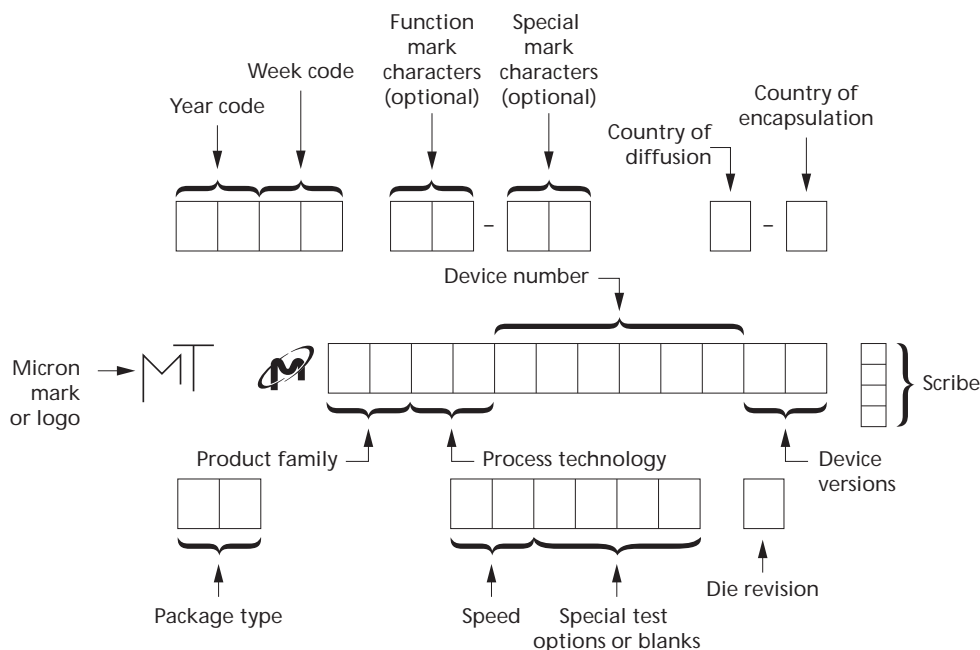 Function
mark
characters
(optional)
Special
mark
characters
(optional)
Week code
Year code
Country of
diffusion
Country of
encapsulation
–
–
–
Device number
Micron
mark
or logo
MT
M
Scribe
Product family
Process technology
Device
versions
Package type
Speed
Special test
options or blanks
Die revision